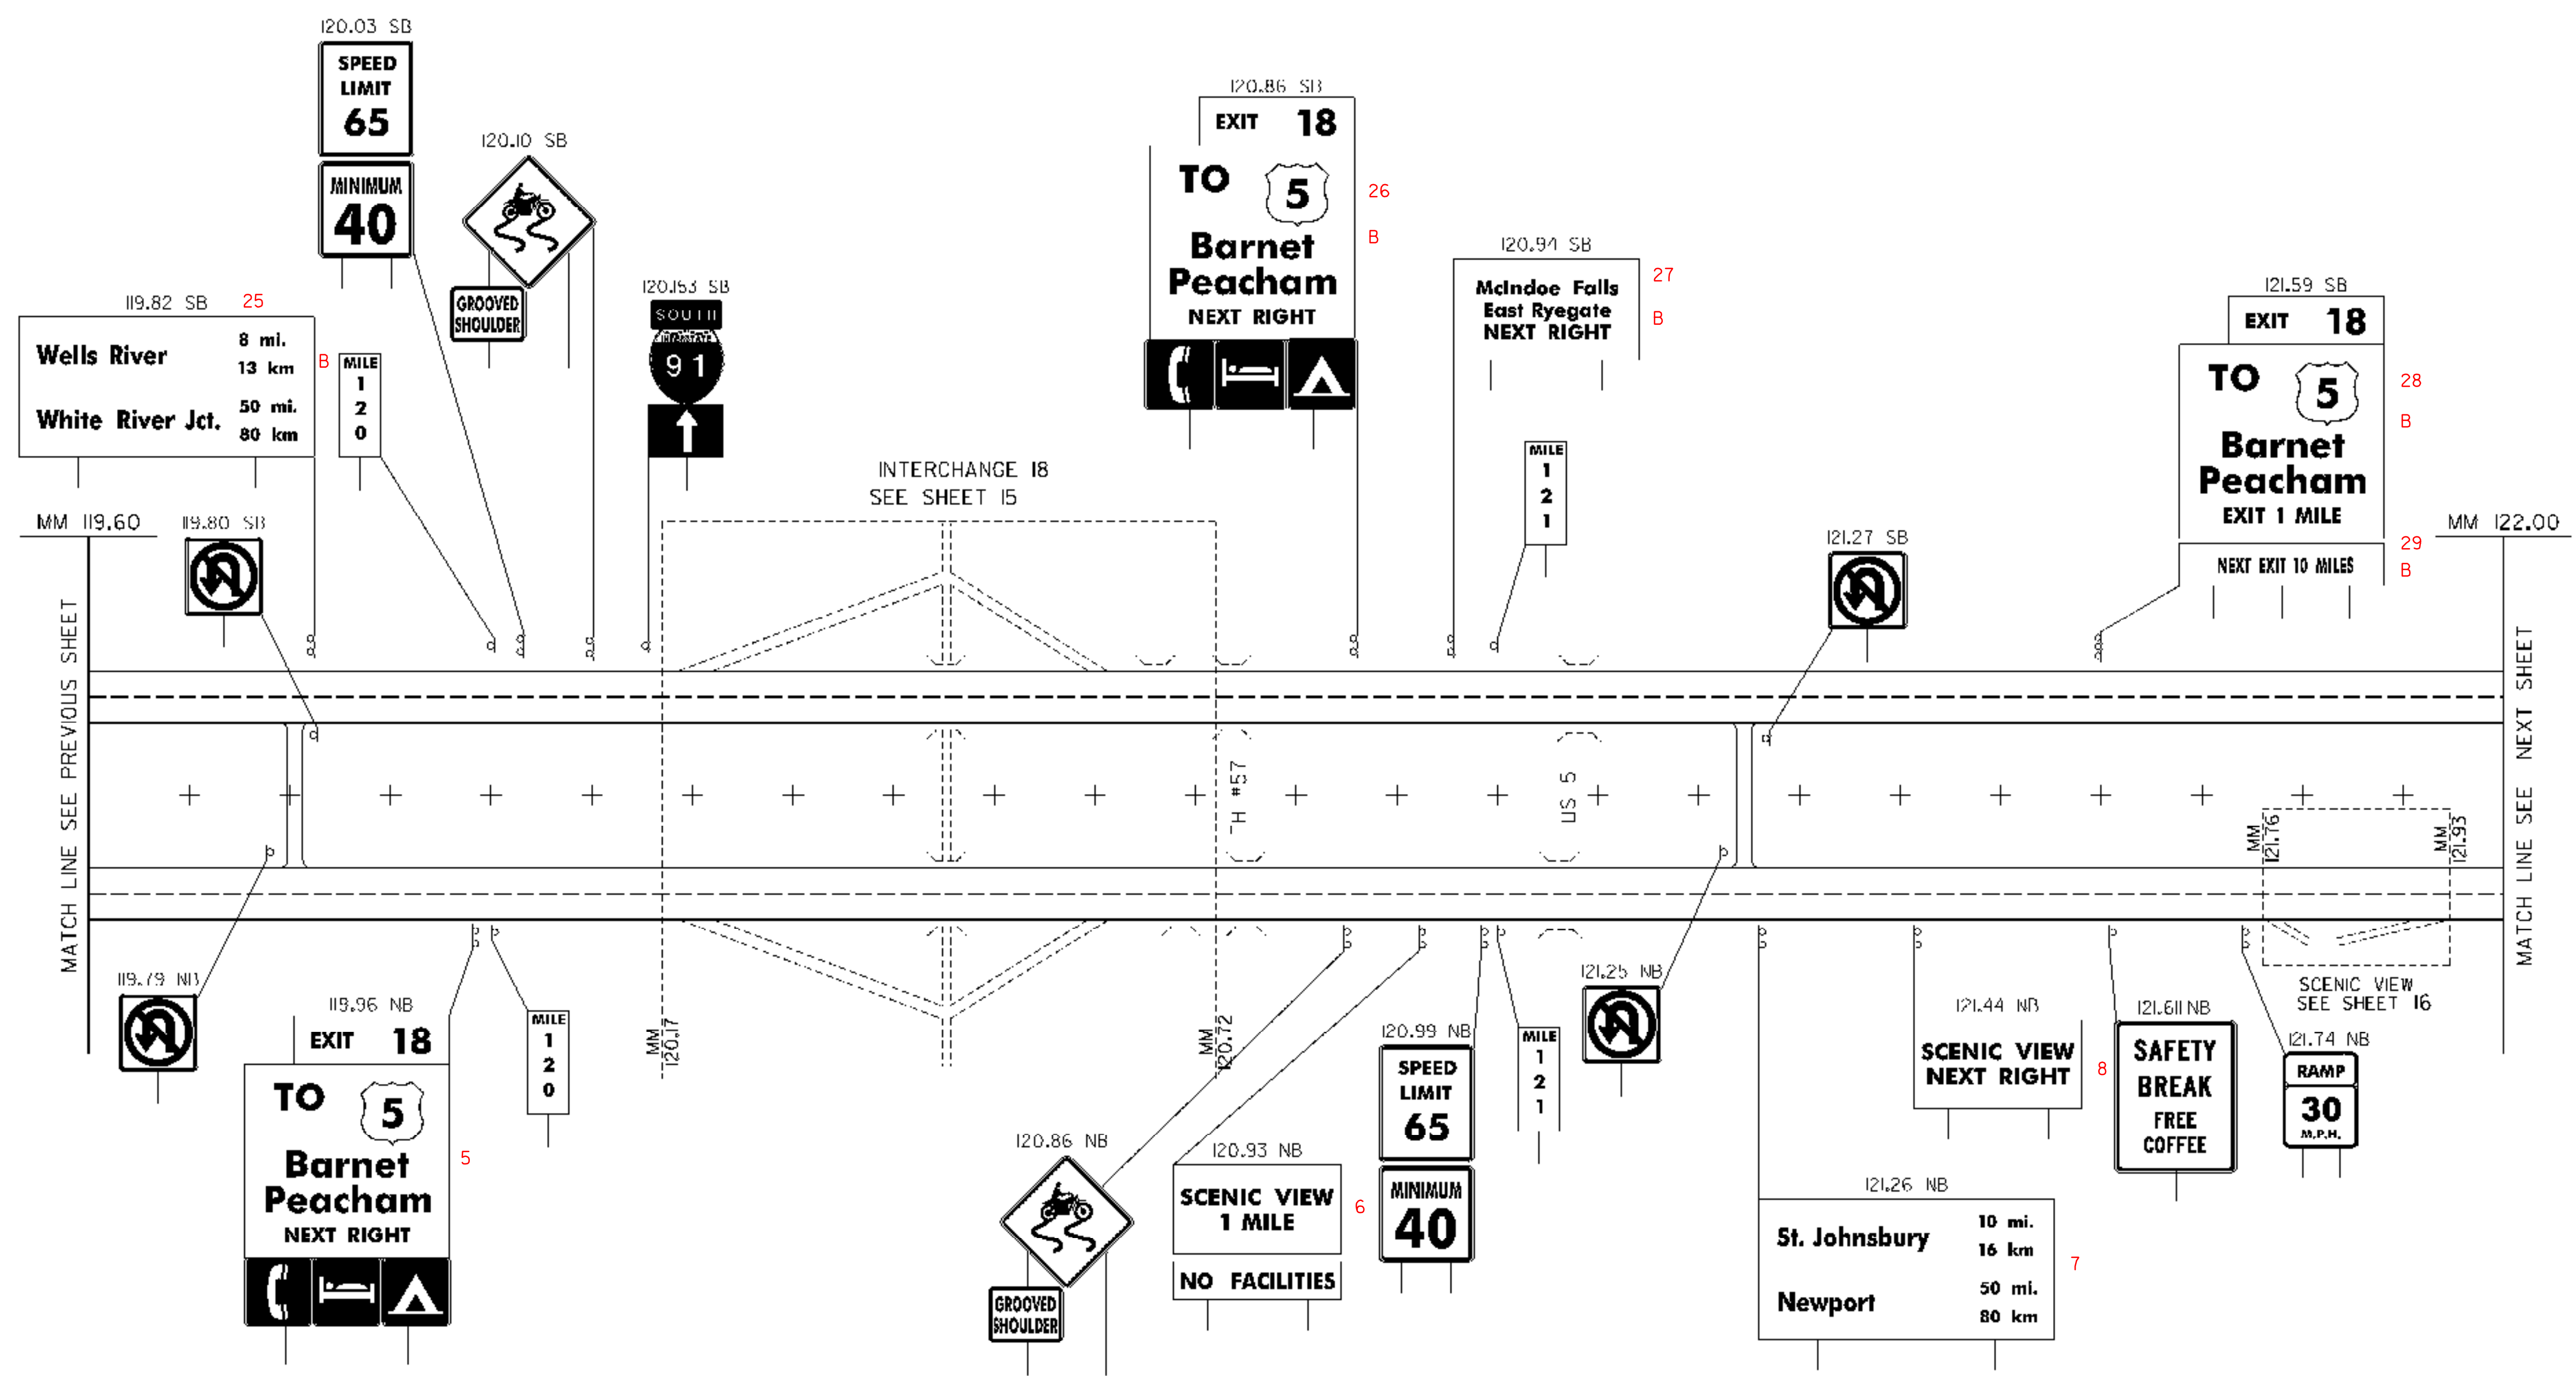 120.03 SB
SPEED
LIMIT
65
MINIMUM
40
120.10 SB
GROOVED
SHOULDER
119.82 SB 25
Wells River 8 mi.
13 km
White River Jct. 50 mi.
80 km
B
MILE
1
2
0
120.153 SB
SOUTH
INTERSTATE
91
120.86 SB
EXIT 18
TO 5
Barnet
Peacham
NEXT RIGHT
26
B
120.94 SB
McIndoe Falls
East Ryegate
NEXT RIGHT
27
B
MILE
1
2
1
121.59 SB
EXIT 18
TO 5
Barnet
Peacham
EXIT 1 MILE
28
B
NEXT EXIT 10 MILES
29
B
INTERCHANGE 18
SEE SHEET 15
MM 119.60
119.80 SB
121.27 SB
MM 122.00
MATCH LINE SEE PREVIOUS SHEET
TH #57
US 5
MM
121.76
MM
121.93
MATCH LINE SEE NEXT SHEET
119.79 NB
119.96 NB
EXIT 18
TO 5
Barnet
Peacham
NEXT RIGHT
5
MILE
1
2
0
MM
120.17
MM
120.72
120.86 NB
GROOVED
SHOULDER
120.93 NB
SCENIC VIEW
1 MILE
NO FACILITIES
6
120.99 NB
SPEED
LIMIT
65
MINIMUM
40
MILE
1
2
1
121.25 NB
121.26 NB
St. Johnsbury 10 mi.
16 km
Newport 50 mi.
80 km
7
121.44 NB
SCENIC VIEW
NEXT RIGHT
8
121.611 NB
SAFETY
BREAK
FREE
COFFEE
121.74 NB
RAMP
30
M.P.H.
SCENIC VIEW
SEE SHEET 16